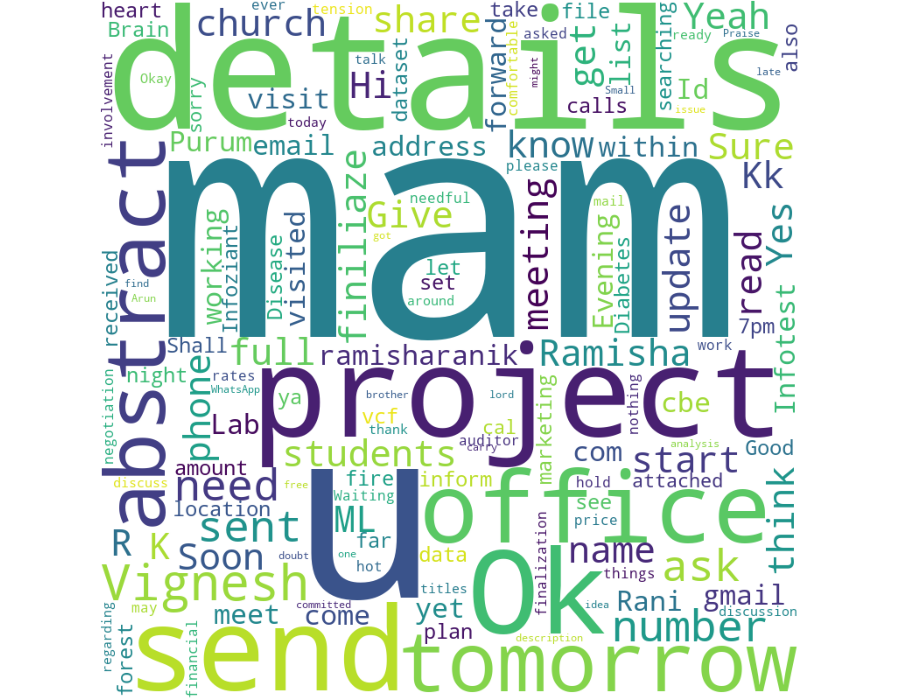 heart
ever
tension
take
file
Yeah
Brain
church
share
asked
ready
Praise
also
details
Okay
talk
Hi
dataset
forward
comfortable
might
get
Small
list
searching
late
Id
issue
involvement
sorry
visit
today
calls
Purum
email
address
know
within
Sure
please
Kk
abstract
mam
working
Infoziant
Disease
visited
finiliaze
needful
Give
got
let
set
around
meeting
mail
Evening
Diabetes
update
read
Yes
received
find
Arun
7pm
Infotest
Shall
full
ramisharanik
Ramisha
work
night
rates
WhatsApp
negotiation
phone
ya
brother
lord
project
nothing
cbe
Lab
vcf
thank
cal
auditor
carry
marketing
students
com
start
analysis
Good
amount
discuss
need
free
fire
Waiting
inform
hold
attached
location
u
office
see
think
sent
ML
far
price
R
K
Soon
doubt
one
hot
data
Ok
finalization
name
things
ask
Vignesh
titles
idea
Rani
gmail
discussion
regarding
may
meet
committed
come
yet
number
forest
financial
send
plan
description
tomorrow